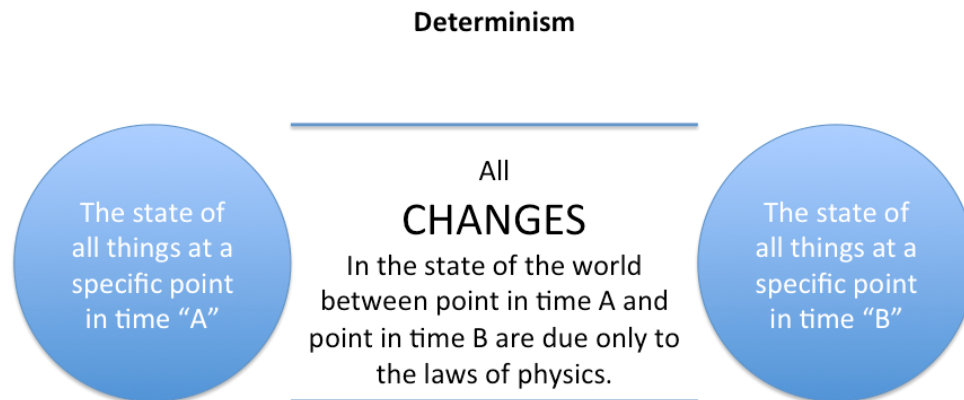 Determinism
The state of
all things at a
specific point
in time “A”
All
CHANGES
In the state of the world
between point in time A and
point in time B are due only to
the laws of physics.
The state of
all things at a
specific point
in time “B”